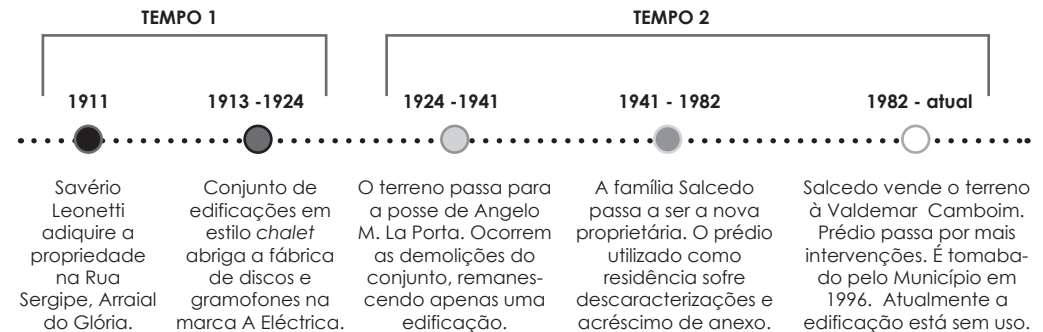 TEMPO 1
TEMPO 2
1911
1913 -1924
1924 -1941
1941 - 1982
1982 - atual
Savério
Leonetti
adiquire a
propriedade
na Rua
Sergipe, Arraial
do Glória.
Conjunto de
edificações em
estilo chalet
abriga a fábrica
de discos e
gramofones na
marca A Eléctrica.
O terreno passa para
a posse de Angelo
M. La Porta. Ocorrem
as demolições do
conjunto, remanes-
cendo apenas uma
edificação.
A família Salcedo
passa a ser a nova
proprietária. O prédio
utilizado como
residência sofre
descaracterizações e
acréscimo de anexo.
Salcedo vende o terreno
à Valdemar Camboim.
Prédio passa por mais
intervenções. É tomaba-
do pelo Município em
1996. Atualmente a
edificação está sem uso.